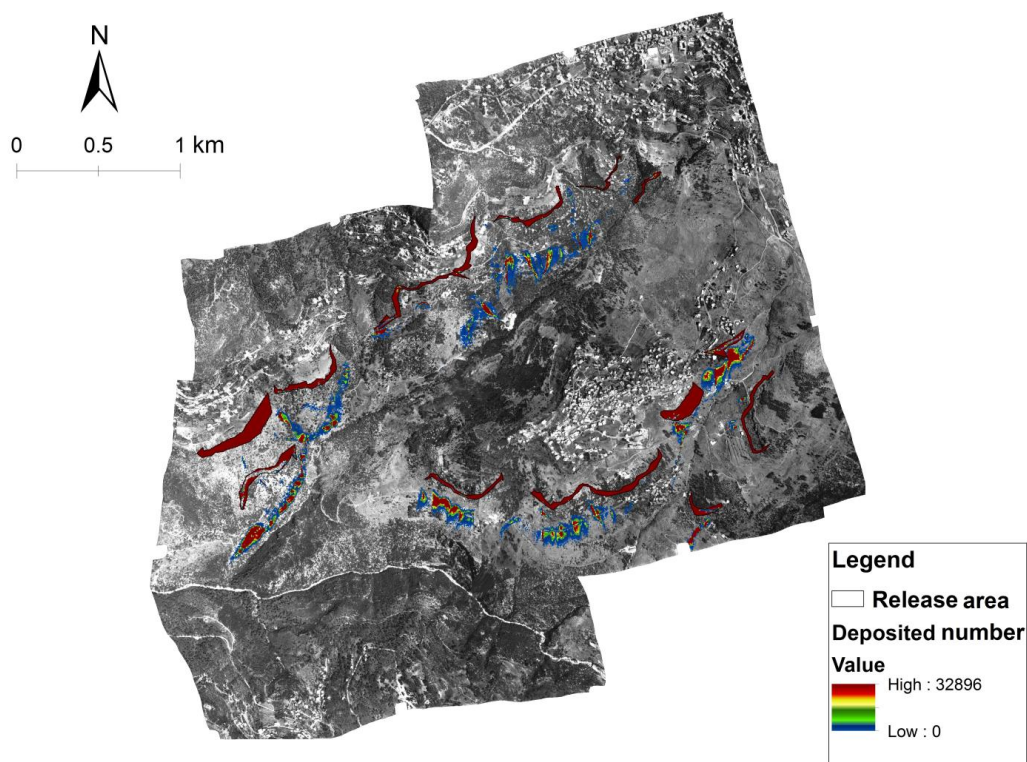 N
0 0.5 1 km
Legend
Release area
Deposited number
Value
High : 32896
Low : 0